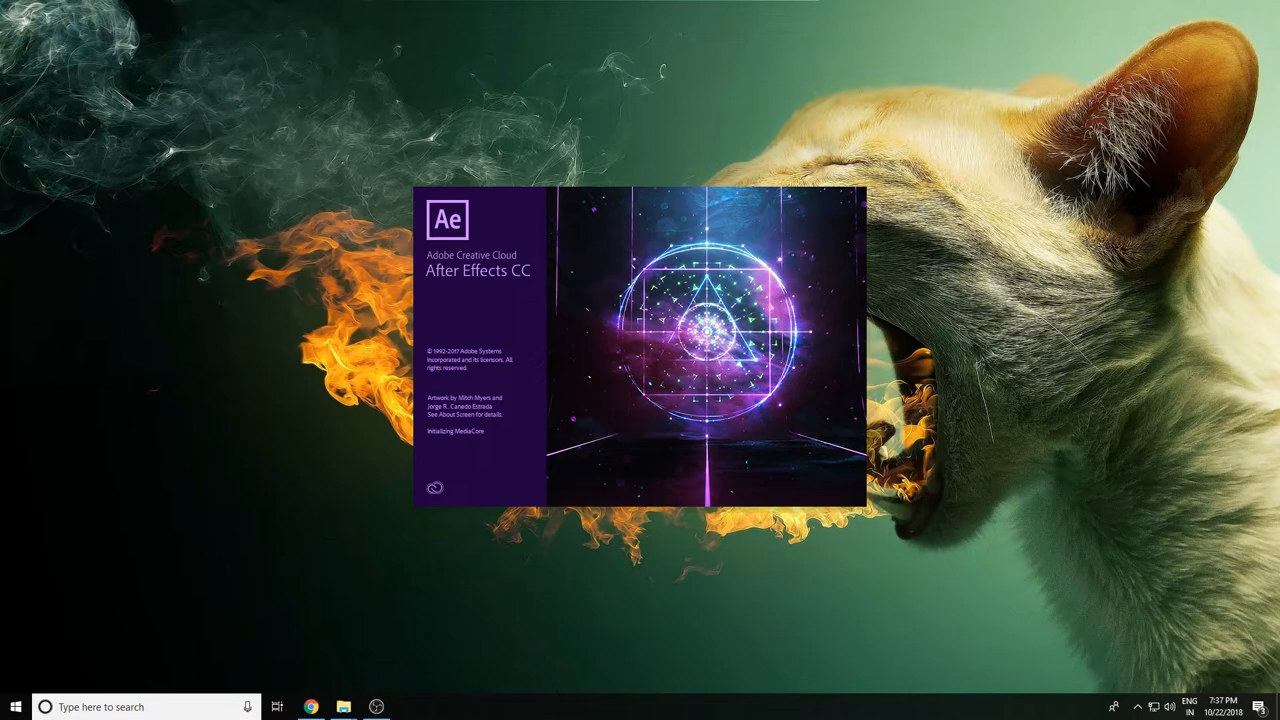 Ae
Adobe Creative Cloud
After Effects CC
© 1992-2017 Adobe Systems
Incorporated and its licensors. All
rights reserved.
Artwork by Mitch Myers and
Jorge R. Canedo Estrada
See About Screen for details.
Initializing MediaCore
Type here to search
ENG
IN
7:37 PM
10/22/2018
3